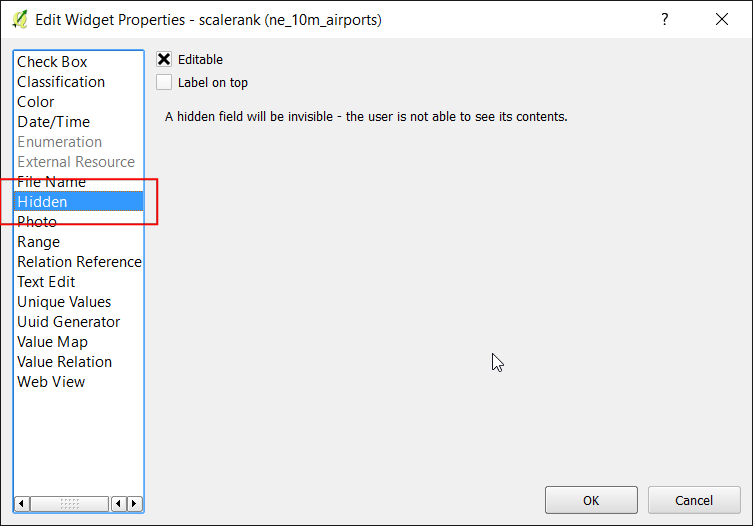 Edit Widget Properties - scalerank (ne_10m_airports)
?
Check Box
Classification
Color
Date/Time
Enumeration
External Resource
File Name
Hidden
Photo
Range
Relation Reference
Text Edit
Unique Values
Uuid Generator
Value Map
Value Relation
Web View
Editable
Label on top
A hidden field will be invisible - the user is not able to see its contents.
OK
Cancel